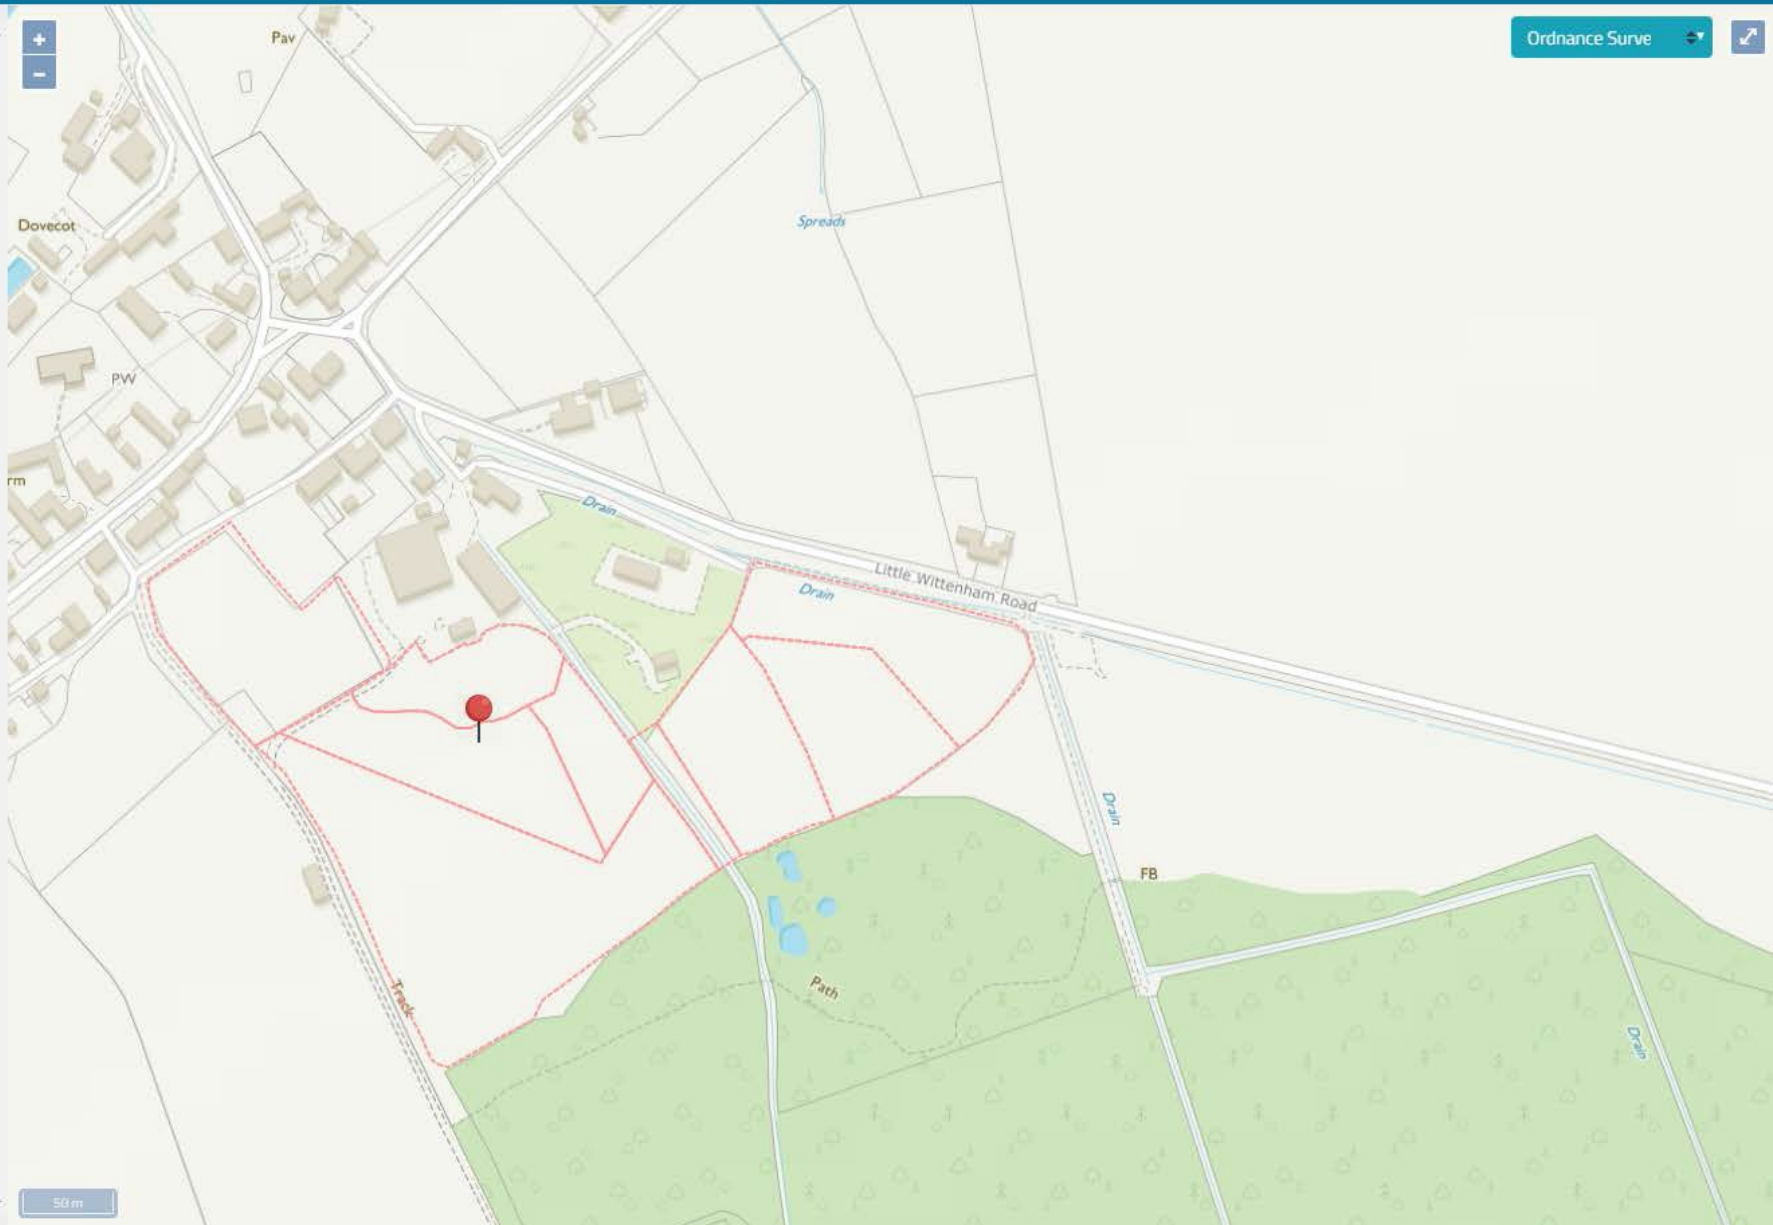 +
Pav
Ordnance Surve
−
Spreads
Dovecot
PW
rm
Drain
Little Wittenham Road
Drain
Drain
FB
Path
Track
Drain
50 m